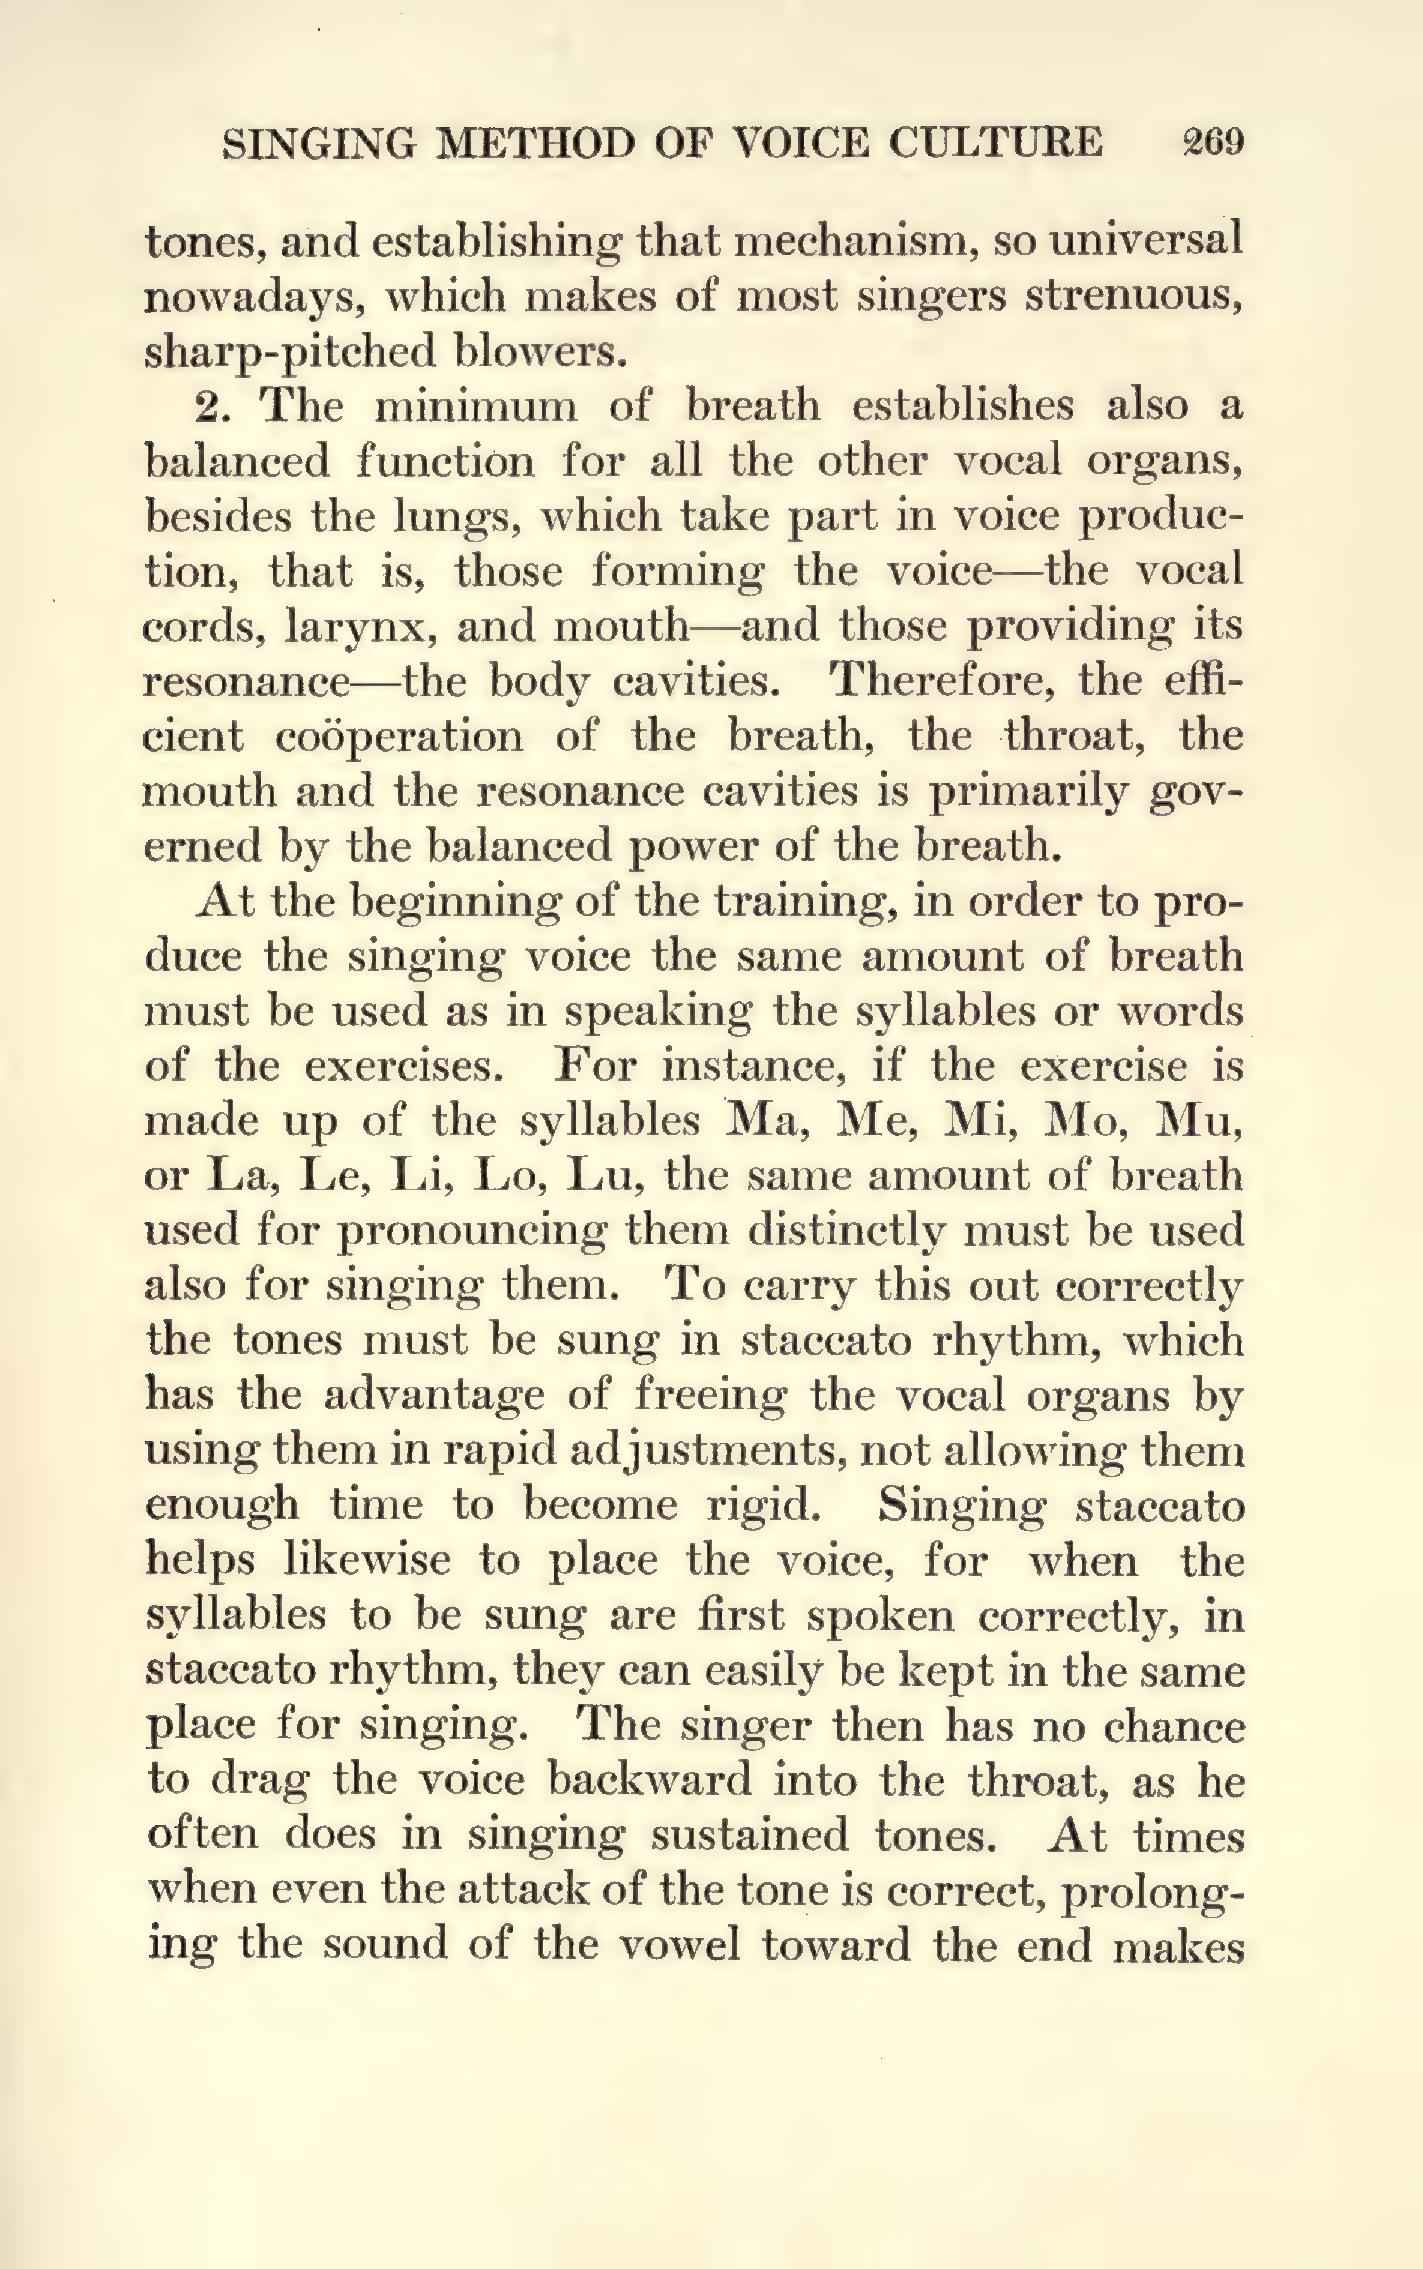 SINGING METHOD OF VOICE CULTURE 269
tones, and establishing that mechanism, so universal
nowadays, which makes of most singers strenuous,
sharp-pitched blowers.
2. The minimum of breath establishes also a
balanced function for all the other vocal organs,
besides the lungs, which take part in voice produc-
tion, that is, those forming the voice—the vocal
cords, larynx, and mouth—and those providing its
resonance—the body cavities. Therefore, the effi-
cient coöperation of the breath, the throat, the
mouth and the resonance cavities is primarily gov-
erned by the balanced power of the breath.
At the beginning of the training, in order to pro-
duce the singing voice the same amount of breath
must be used as in speaking the syllables or words
of the exercises. For instance, if the exercise is
made up of the syllables Ma, Me, Mi, Mo, Mu,
or La, Le, Li, Lo, Lu, the same amount of breath
used for pronouncing them distinctly must be used
also for singing them. To carry this out correctly
the tones must be sung in staccato rhythm, which
has the advantage of freeing the vocal organs by
using them in rapid adjustments, not allowing them
enough time to become rigid. Singing staccato
helps likewise to place the voice, for when the
syllables to be sung are first spoken correctly, in
staccato rhythm, they can easily be kept in the same
place for singing. The singer then has no chance
to drag the voice backward into the throat, as he
often does in singing sustained tones. At times
when even the attack of the tone is correct, prolong-
ing the sound of the vowel toward the end makes